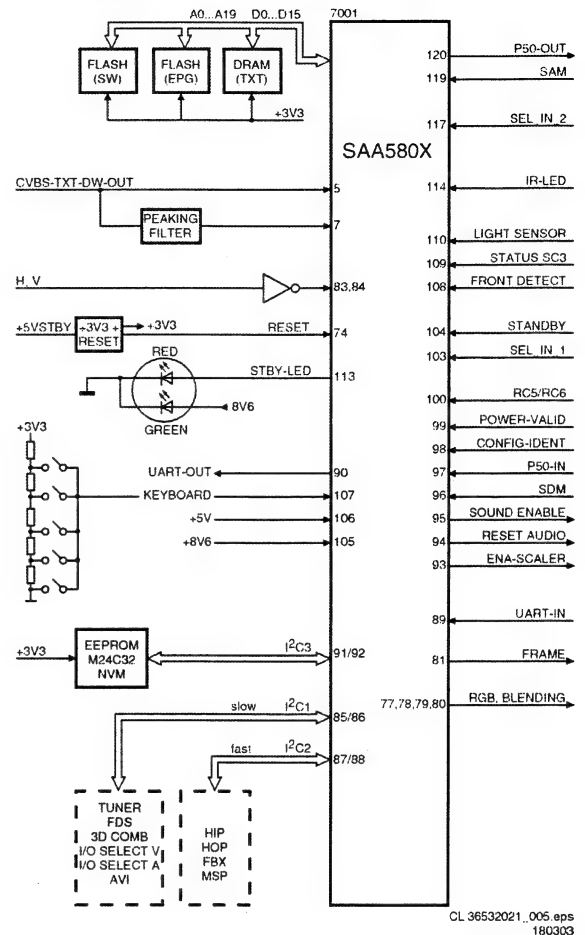 A0...A19 D0...D15
7001
FLASH
(SW)
FLASH
(EPG)
DRAM
(TXT)
+3V3
SAA580X
CVBS-TXT-DW-OUT
5
PEAKING
FILTER
7
H, V
83,84
+5VSTBY
+3V3 +
RESET
+3V3
RESET
74
RED
STBY-LED
113
8V6
GREEN
+3V3
UART-OUT
90
KEYBOARD
107
+5V
106
+8V6
105
+3V3
EEPROM
M24C32
NVM
I²C3
91/92
slow I²C1
85/86
fast I²C2
87/88
TUNER
FDS
3D COMB
I/O SELECT V
I/O SELECT A
AVI
HIP
HOP
FBX
MSP
120 P50-OUT
119 SAM
117 SEL_IN_2
114 IR-LED
110 LIGHT SENSOR
109 STATUS SC3
108 FRONT DETECT
104 STANDBY
103 SEL_IN_1
100 RC5/RC6
99 POWER-VALID
98 CONFIG-IDENT
97 P50-IN
96 SDM
95 SOUND ENABLE
94 RESET AUDIO
93 ENA-SCALER
89 UART-IN
81 FRAME
77,78,79,80 RGB, BLENDING
CL 36532021_005.eps
180303